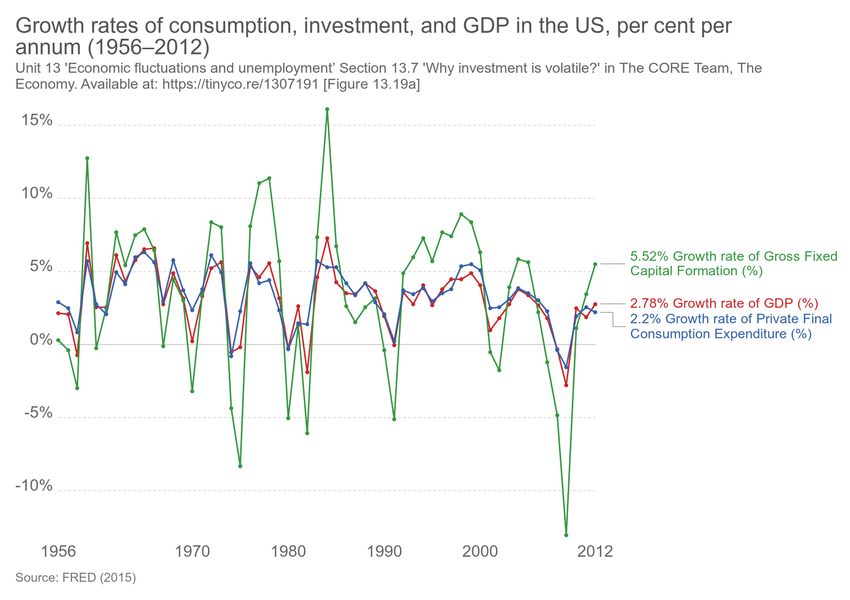 Growth rates of consumption, investment, and GDP in the US, per cent per
annum (1956–2012)
Unit 13 'Economic fluctuations and unemployment’ Section 13.7 'Why investment is volatile?' in The CORE Team, The
Economy. Available at: https://tinyco.re/1307191 [Figure 13.19a]
15%
10%
5%
0%
-5%
-10%
5.52% Growth rate of Gross Fixed
Capital Formation (%)
2.78% Growth rate of GDP (%)
2.2% Growth rate of Private Final
Consumption Expenditure (%)
1956
1970
1980
1990
2000
2012
Source: FRED (2015)